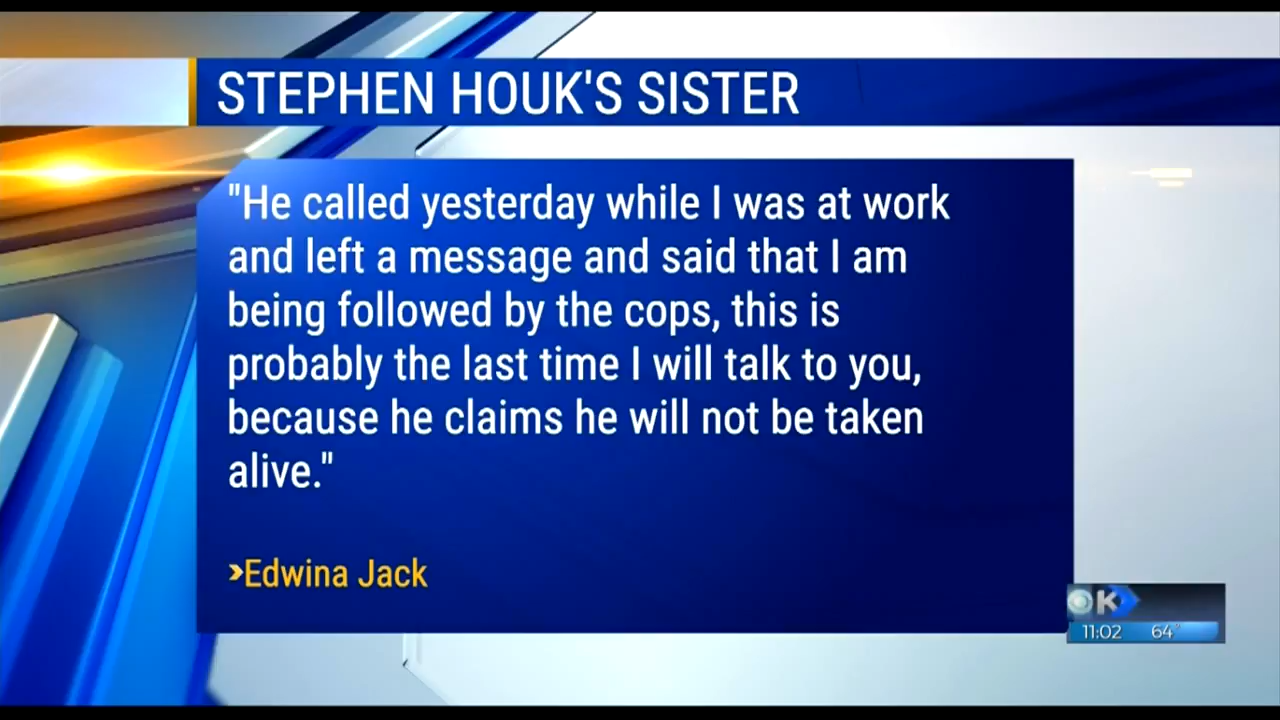 STEPHEN HOUK'S SISTER
"He called yesterday while I was at work
and left a message and said that I am
being followed by the cops, this is
probably the last time I will talk to you,
because he claims he will not be taken
alive."
»Edwina Jack
K
11:02 64°